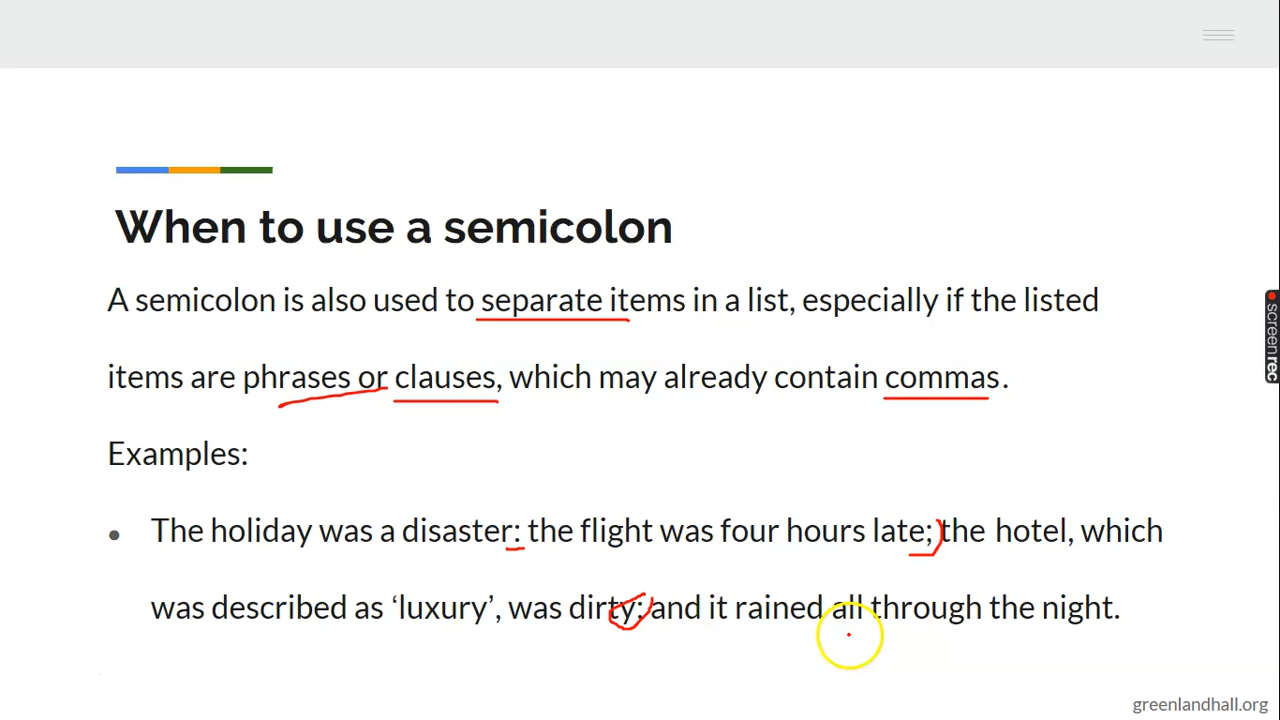 When to use a semicolon
A semicolon is also used to separate items in a list, especially if the listed
items are phrases or clauses, which may already contain commas.
Examples:
• The holiday was a disaster: the flight was four hours late; the hotel, which
was described as ‘luxury’, was dirty; and it rained all through the night.
screenrec
greenlandhall.org